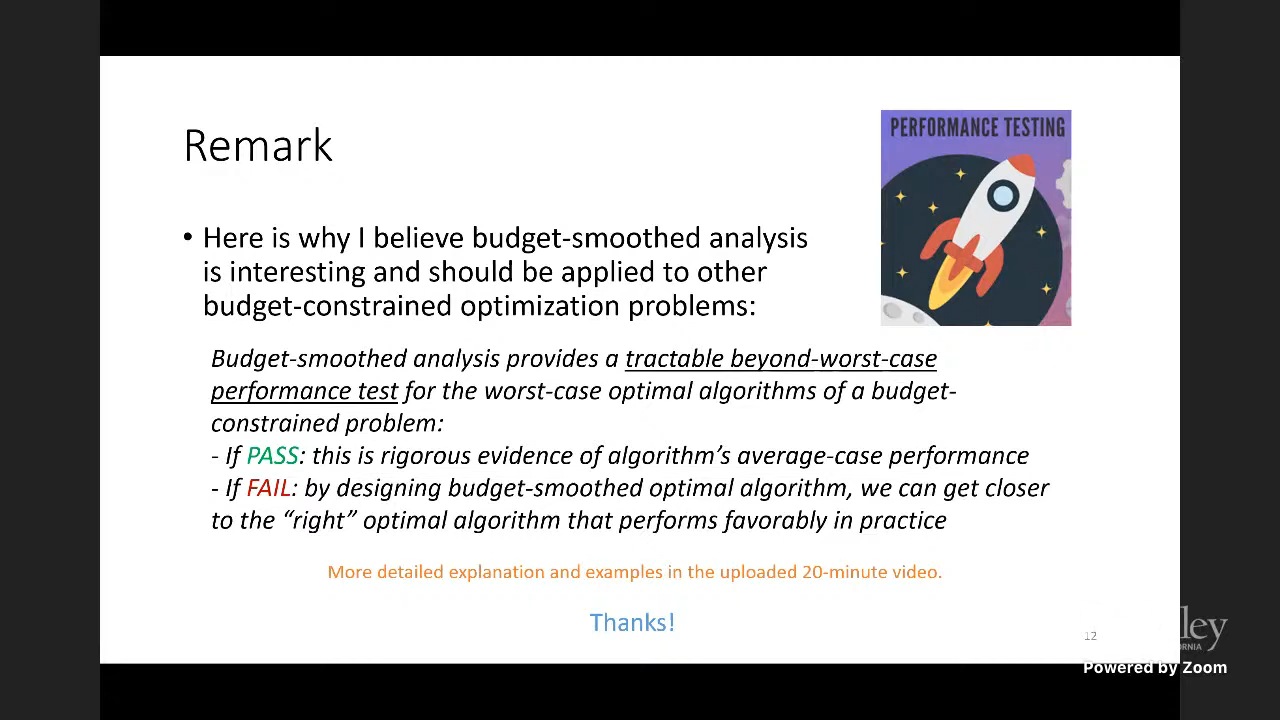 PERFORMANCE TESTING
Remark
• Here is why I believe budget-smoothed analysis
is interesting and should be applied to other
budget-constrained optimization problems:
Budget-smoothed analysis provides a tractable beyond-worst-case
performance test for the worst-case optimal algorithms of a budget-
constrained problem:
- If PASS: this is rigorous evidence of algorithm's average-case performance
- If FAIL: by designing budget-smoothed optimal algorithm, we can get closer
to the “right” optimal algorithm that performs favorably in practice
More detailed explanation and examples in the uploaded 20-minute video.
Thanks!
12
ley
RNIA
Powered by Zoom